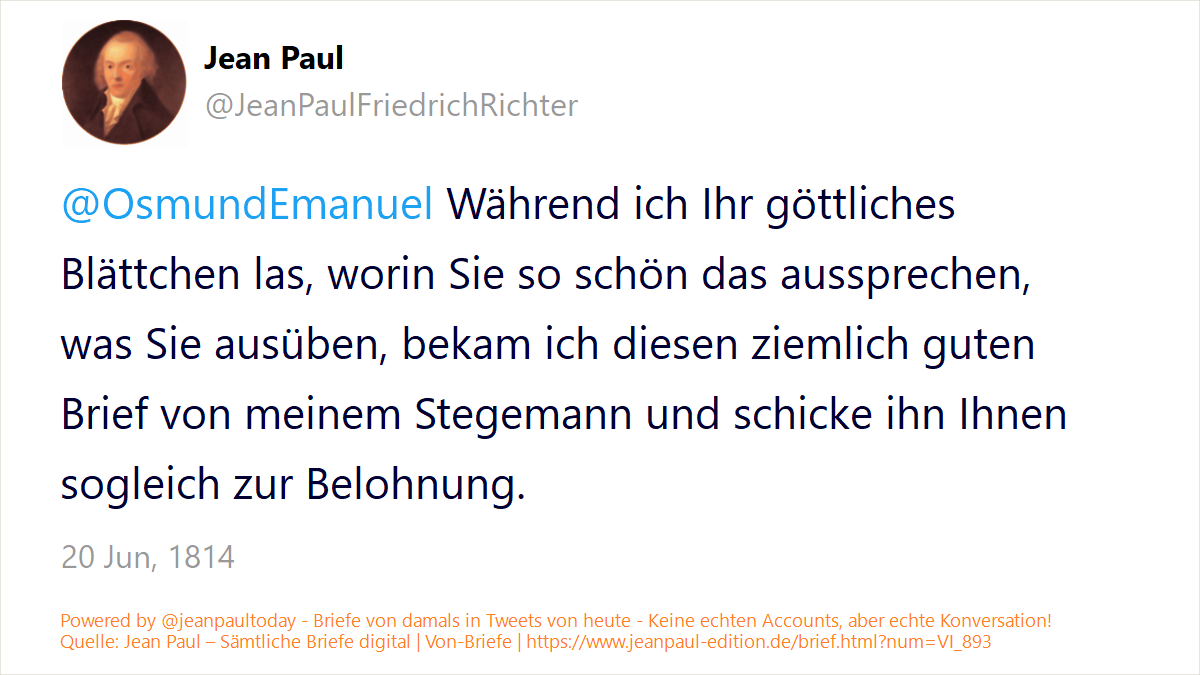 Jean Paul
@JeanPaulFriedrichRichter
@OsmundEmanuel Während ich Ihr göttliches
Blättchen las, worin Sie so schön das aussprechen,
was Sie ausüben, bekam ich diesen ziemlich guten
Brief von meinem Stegemann und schicke ihn Ihnen
sogleich zur Belohnung.
20 Jun, 1814
Powered by @jeanpaultoday - Briefe von damals in Tweets von heute - Keine echten Accounts, aber echte Konversation!
Quelle: Jean Paul – Sämtliche Briefe digital | Von-Briefe | https://www.jeanpaul-edition.de/brief.html?num=VI_893